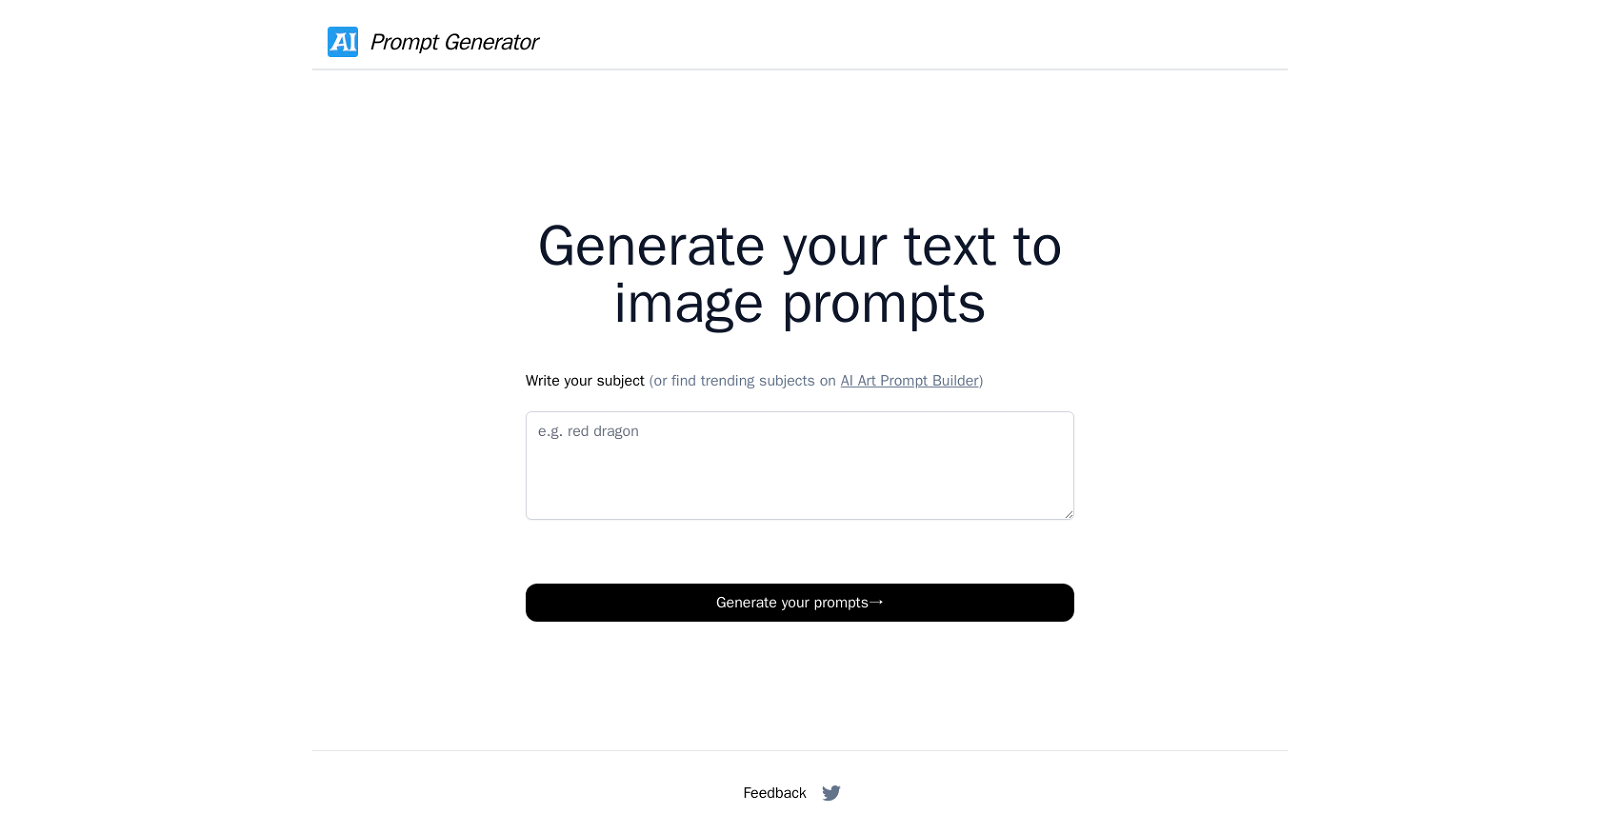 AI Prompt Generator
Generate your text to
image prompts
Write your subject (or find trending subjects on AI Art Prompt Builder)
e.g. red dragon
Generate your prompts→
Feedback